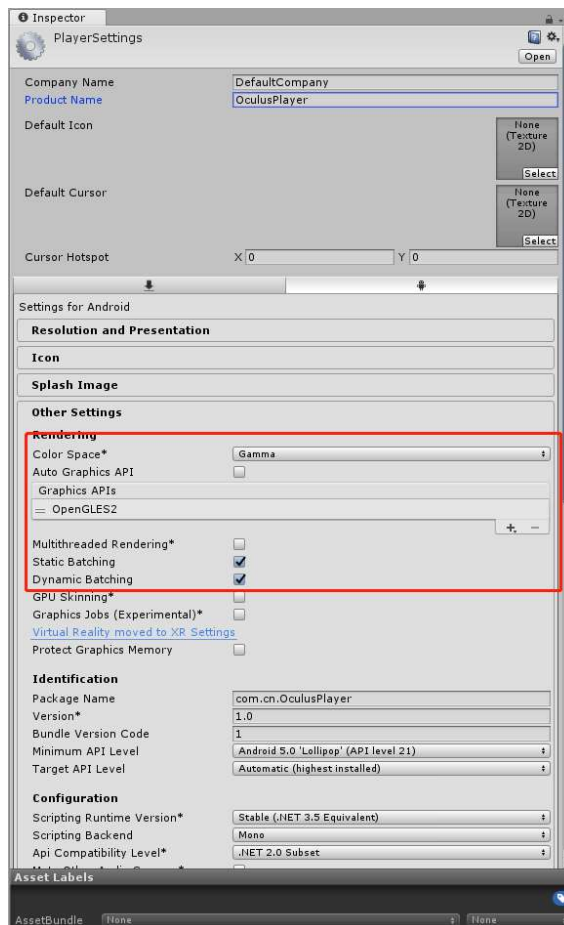 Inspector
PlayerSettings
Open
Company Name DefaultCompany
Product Name OculusPlayer
Default Icon
None
(Texture
2D)
Select
Default Cursor
None
(Texture
2D)
Select
Cursor Hotspot X 0 Y 0
Settings for Android
Resolution and Presentation
Icon
Splash Image
Other Settings
Rendering
Color Space* Gamma
Auto Graphics API
Graphics APIs
OpenGLES2
Multithreaded Rendering*
Static Batching
Dynamic Batching
GPU Skinning*
Graphics Jobs (Experimental)*
Virtual Reality moved to XR Settings
Protect Graphics Memory
Identification
Package Name com.cn.OculusPlayer
Version* 1.0
Bundle Version Code 1
Minimum API Level Android 5.0 'Lollipop' (API level 21)
Target API Level Automatic (highest installed)
Configuration
Scripting Runtime Version* Stable (.NET 3.5 Equivalent)
Scripting Backend Mono
Api Compatibility Level* .NET 2.0 Subset
Asset Labels
AssetBundle None None